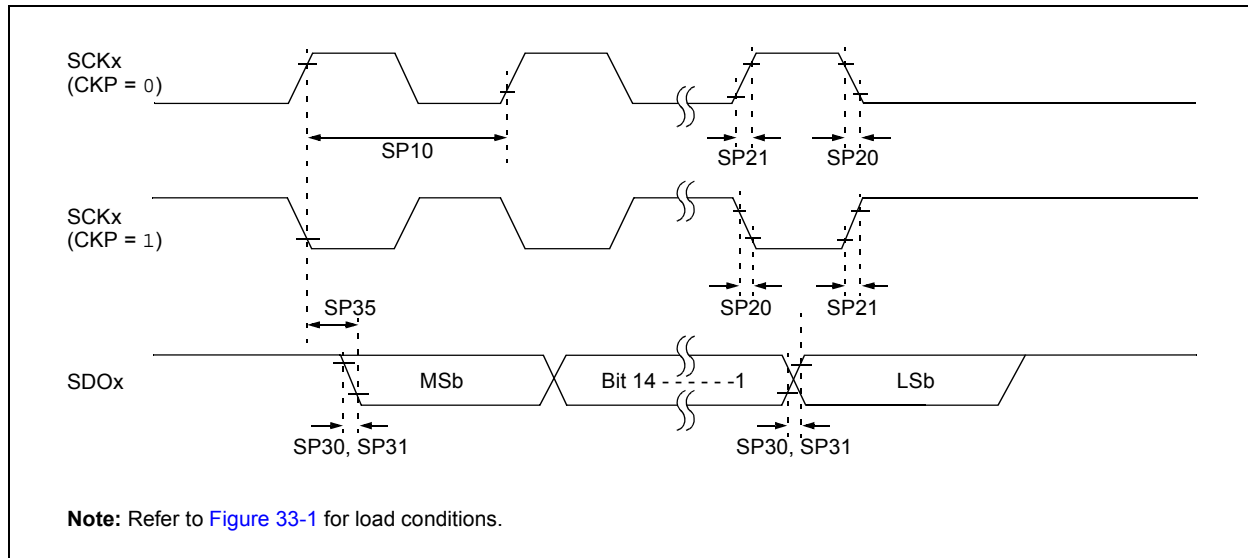 SCKx
(CKP = 0)
SP10
SP21
SP20
SCKx
(CKP = 1)
SP35
SP20
SP21
SDOx
MSb
Bit 14 - - - - - -1
LSb
SP30, SP31
SP30, SP31
Note: Refer to Figure 33-1 for load conditions.